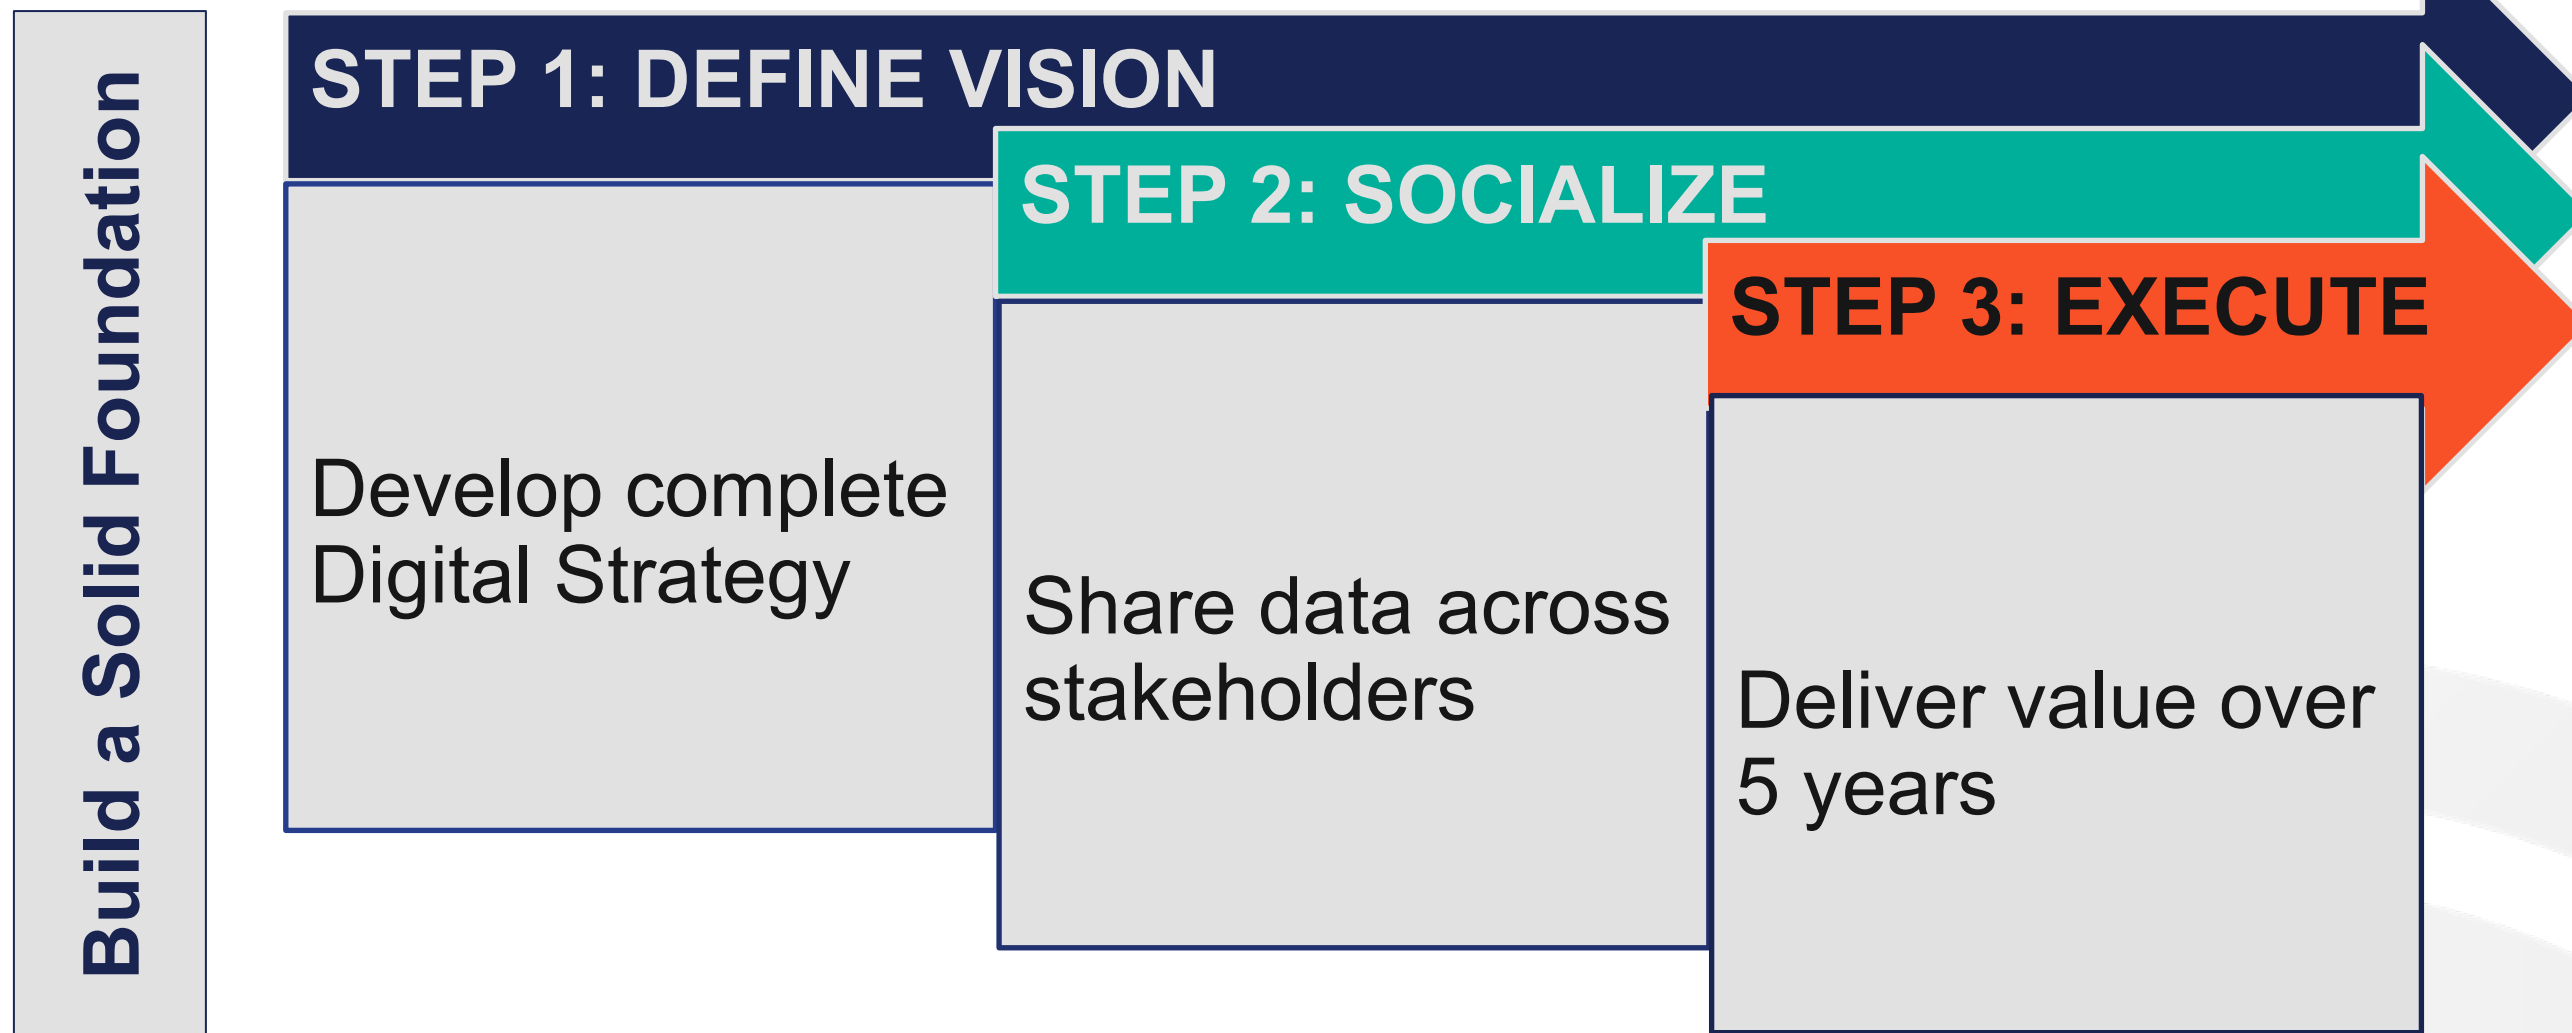 Build a Solid Foundation
STEP 1: DEFINE VISION
Develop complete
Digital Strategy
STEP 2: SOCIALIZE
Share data across
stakeholders
STEP 3: EXECUTE
Deliver value over
5 years